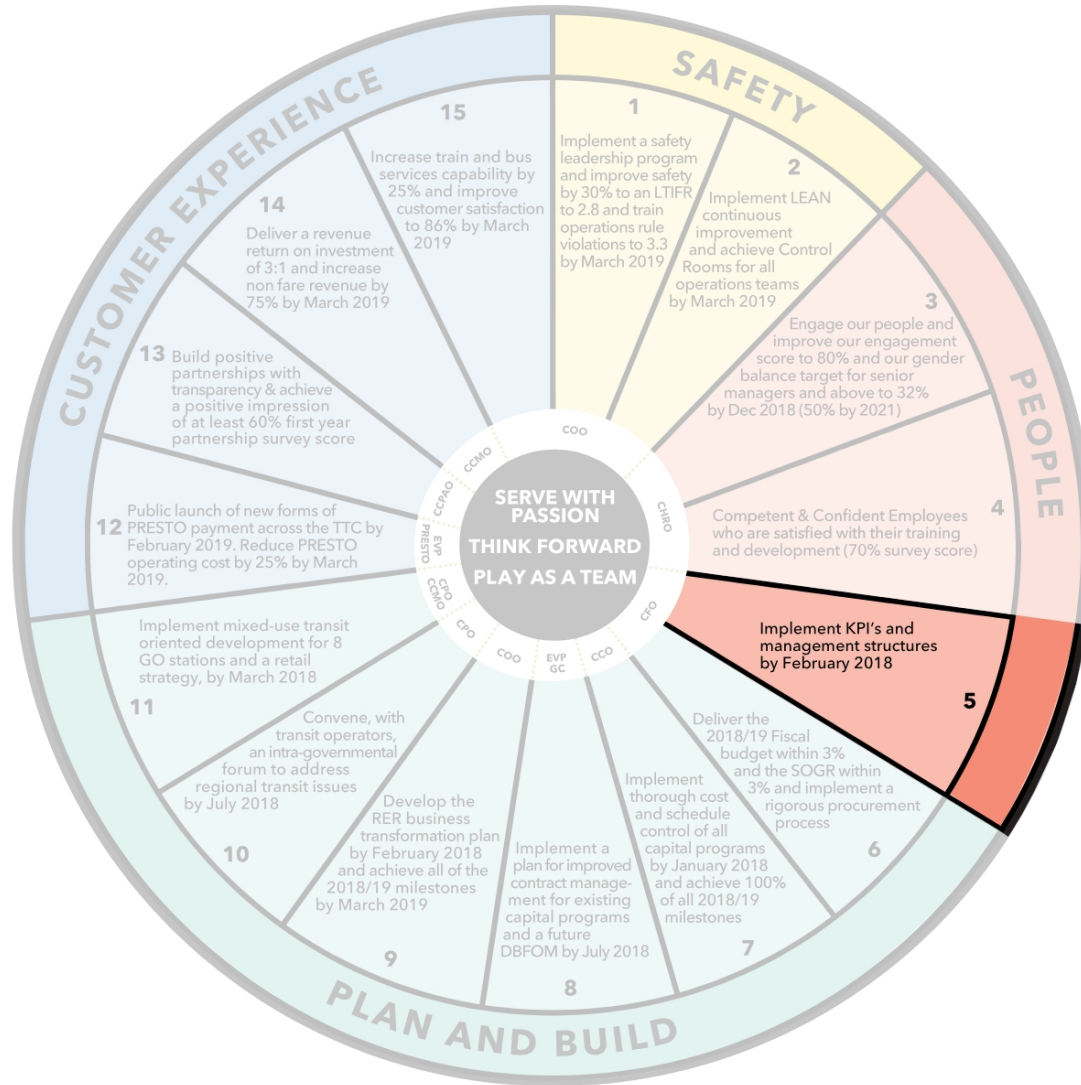 SAFETY
1
Implement a safety
leadership program
and improve safety
by 30% to an LTIFR
to 2.8 and train
operations rule
violations to 3.3
by March 2019
2
Implement LEAN
continuous
improvement
and achieve Control
Rooms for all
operations teams
by March 2019
PEOPLE
3
Engage our people and
improve our engagement
score to 80% and our gender
balance target for senior
managers and above to 32%
by Dec 2018 (50% by 2021)
4
Competent & Confident Employees
who are satisfied with their training
and development (70% survey score)
Implement KPI's and
management structures
by February 2018
5
PLAN AND BUILD
Deliver the
2018/19 Fiscal
budget within 3%
and the SOGR within
3% and implement a
rigorous procurement
process
6
Implement
thorough cost
and schedule
control of all
capital programs
by January 2018
and achieve 100%
of all 2018/19
milestones
7
Implement a
plan for improved
contract manage-
ment for existing
capital programs
and a future
DBFOM by July 2018
8
Develop the
RER business
transformation plan
by February 2018
and achieve all of the
2018/19 milestones
by March 2019
9
Convene, with
transit operators,
an intra-governmental
forum to address
regional transit issues
by July 2018
10
Implement mixed-use transit
oriented development for 8
GO stations and a retail
strategy, by March 2018
11
CUSTOMER EXPERIENCE
12
Public launch of new forms of
PRESTO payment across the TTC by
February 2019. Reduce PRESTO
operating cost by 25% by March
2019.
13
Build positive
partnerships with
transparency & achieve
a positive impression
of at least 60% first year
partnership survey score
14
Deliver a revenue
return on investment
of 3:1 and increase
non fare revenue by
75% by March 2019
15
Increase train and bus
services capability by
25% and improve
customer satisfaction
to 86% by March
2019
COO
CHRO
CFO
CCO
EVP
GC
COO
CPO
CPO
CCMO
EVP
PRESTO
CCPAO
CCMO
SERVE WITH
PASSION
THINK FORWARD
PLAY AS A TEAM